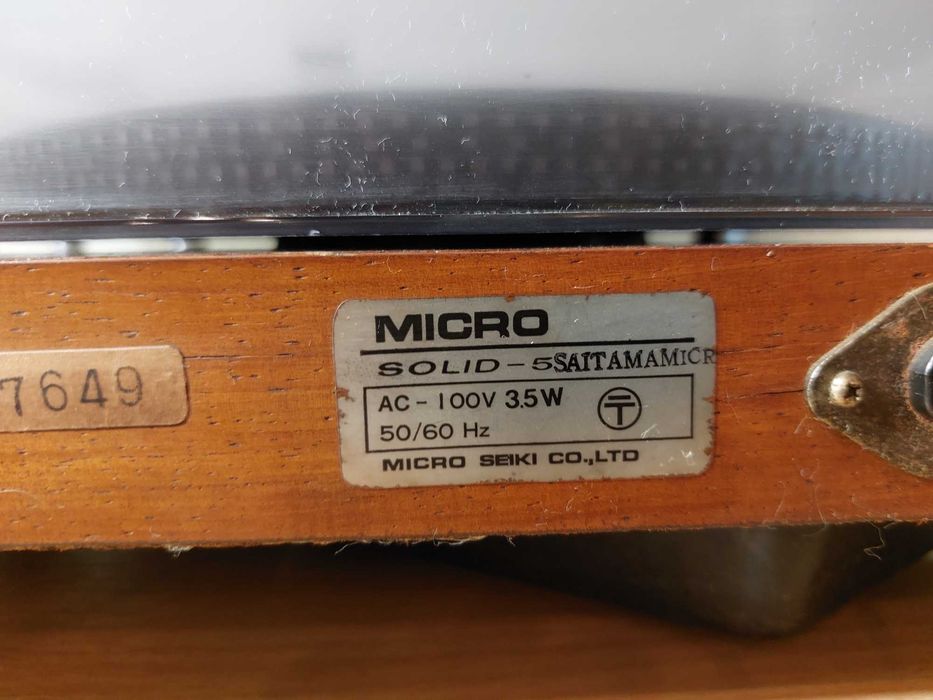 MICRO
SOLID-5SAITAMAMICR
AC-100V 3.5W
〒
50/60 Hz
MICRO SEIKI CO.,LTD
7649